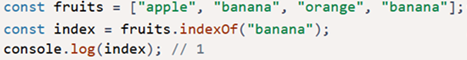 const fruits = ["apple", "banana", "orange", "banana"];
const index = fruits.indexOf("banana");
console.log(index); // 1